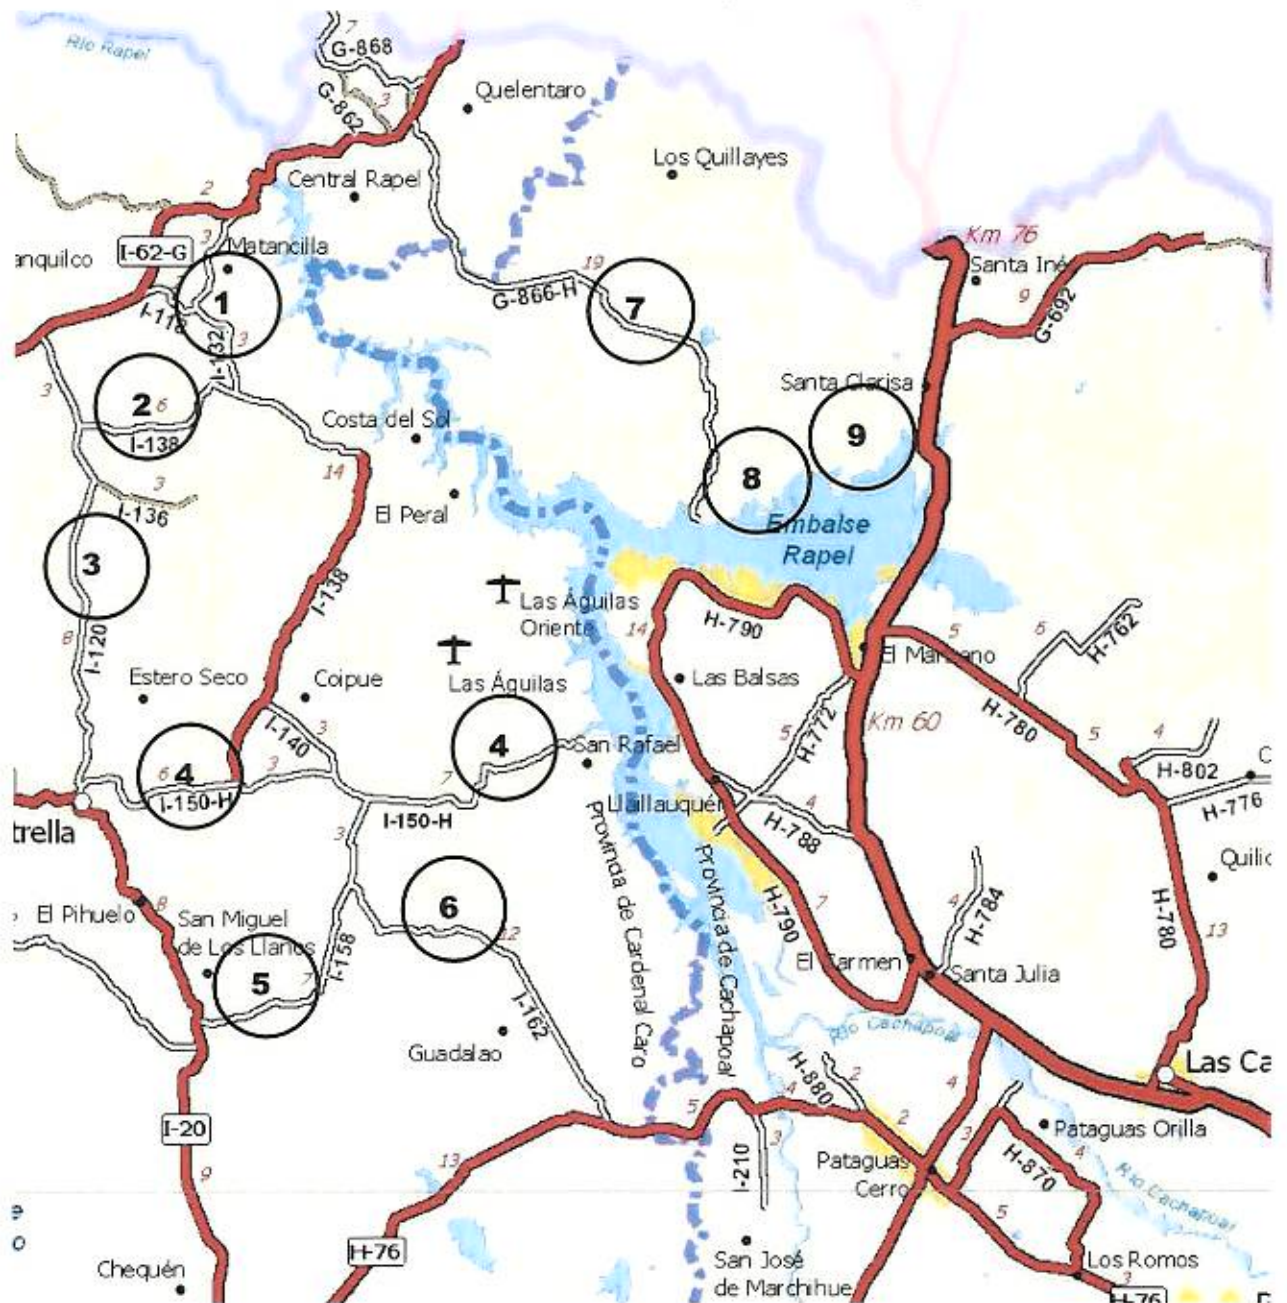 7
G-868
Río Rapel
Quelentaro
G-862
3
Los Quillayes
Central Rapel
2
I-62-G
3
Matancilla
anquilco
Km 76
Santa Iné
19
G-866-H
7
9
G-692
1
3
I-132
Santa Clarisa
3
2
6
I-138
Costa del Sol
9
14
3
I-136
El Peral
8
Embalse
Rapel
3
I-138
Las Águilas
Oriente
14
H-790
8
I-120
5
6
H-762
El Manzano
Estero Seco
Coipue
Las Águilas
Las Balsas
H-780
5
4
H-802
I-140
3
4
San Rafael
5
H-772
Km 60
4
6
I-150-H
3
7
I-150-H
H-776
trella
3
Llaillauquén
4
H-788
Quilic
El Pihuelo
8
San Miguel
de Los Llanos
6
12
Provincia de Cardenal Caro
Provincia de Cachapoal
H-790
7
4
H-784
H-780
13
5
7
I-158
El Carmen
Santa Julia
I-162
Guadalao
Río Cachapoal
Las Ca
H-880
2
4
4
I-20
5
2
3
Pataguas Orilla
H-870
4
13
I-210
3
Pataguas
Cerro
9
5
Río Cachapoal
H-76
Chequén
San José
de Marchihue
Los Romos
3
H-76